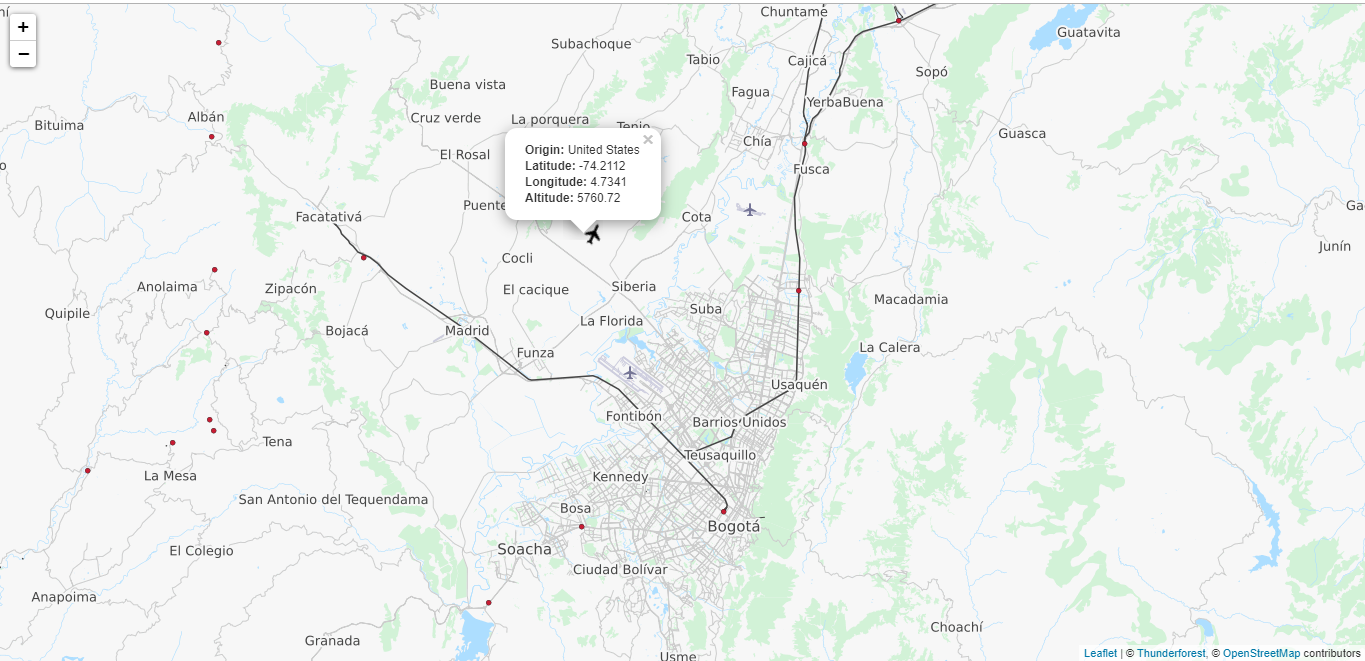 +
−
Chuntame
Guatavita
Subachoque
Tabio
Cajicá
Sopó
Buena vista
Fagua
YerbaBuena
Albán
Cruz verde
La porquera
Bituima
Tenjo
Guasca
Chía
El Rosal
Fusca
×
Origin: United States
Latitude: -74.2112
Longitude: 4.7341
Altitude: 5760.72
Puente
Facatativá
Cota
Junín
Cocli
Anolaima
Zipacón
El cacique
Siberia
Macadamia
Quipile
Suba
La Florida
Bojacá
Madrid
La Calera
Funza
Usaquén
Fontibón
Barrios Unidos
Tena
Teusaquillo
La Mesa
Kennedy
San Antonio del Tequendama
Bosa
Bogotá
El Colegio
Soacha
Ciudad Bolívar
Anapoima
Choachí
Granada
Usme
Leaflet | © Thunderforest, © OpenStreetMap contributors